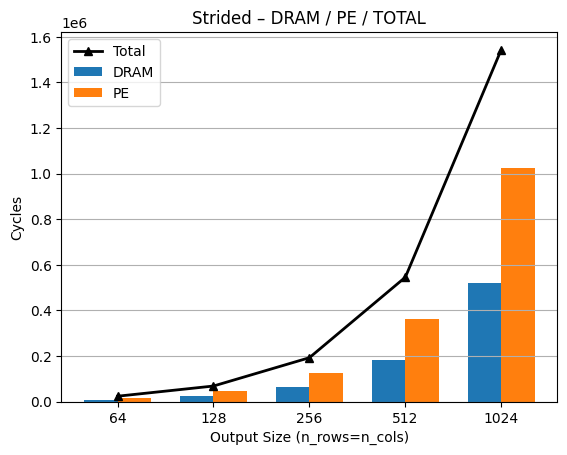 Strided – DRAM / PE / TOTAL
1e6
1.6
1.4
1.2
1.0
0.8
0.6
0.4
0.2
0.0
Cycles
Total
DRAM
PE
64 128 256 512 1024
Output Size (n_rows=n_cols)